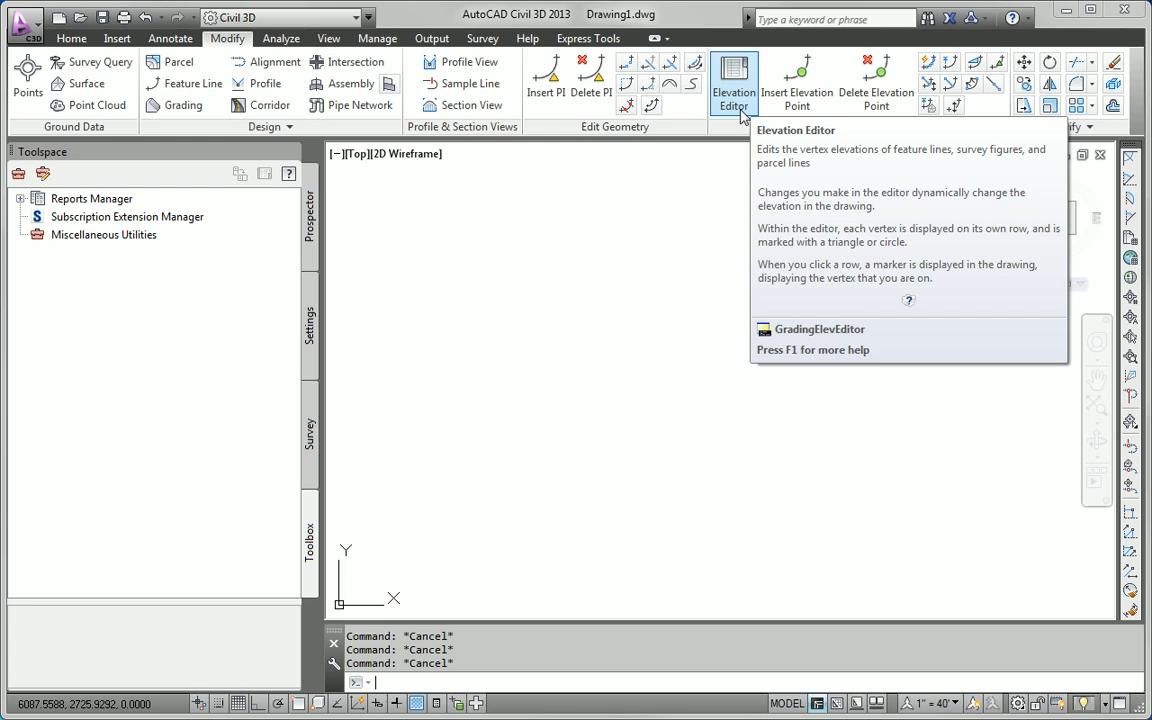 Civil 3D
AutoCAD Civil 3D 2013 Drawing1.dwg
Type a keyword or phrase
C3D
Home Insert Annotate Modify Analyze View Manage Output Survey Help Express Tools
Points
Survey Query
Surface
Point Cloud
Ground Data
Parcel
Feature Line
Grading
Alignment
Profile
Corridor
Intersection
Assembly
Pipe Network
Design
Profile View
Sample Line
Section View
Profile & Section Views
Insert PI Delete PI
Edit Geometry
Elevation
Editor
Insert Elevation
Point
Delete Elevation
Point
Elevation Editor
Edits the vertex elevations of feature lines, survey figures, and
parcel lines
Changes you make in the editor dynamically change the
elevation in the drawing.
Within the editor, each vertex is displayed on its own row, and is
marked with a triangle or circle.
When you click a row, a marker is displayed in the drawing,
displaying the vertex that you are on.
GradingElevEditor
Press F1 for more help
Toolspace
Reports Manager
Subscription Extension Manager
Miscellaneous Utilities
Prospector
Settings
Survey
Toolbox
[−][Top][2D Wireframe]
E
Y
X
Command: *Cancel*
Command: *Cancel*
Command: *Cancel*
6087.5588, 2725.9292, 0.0000
MODEL
1" = 40'